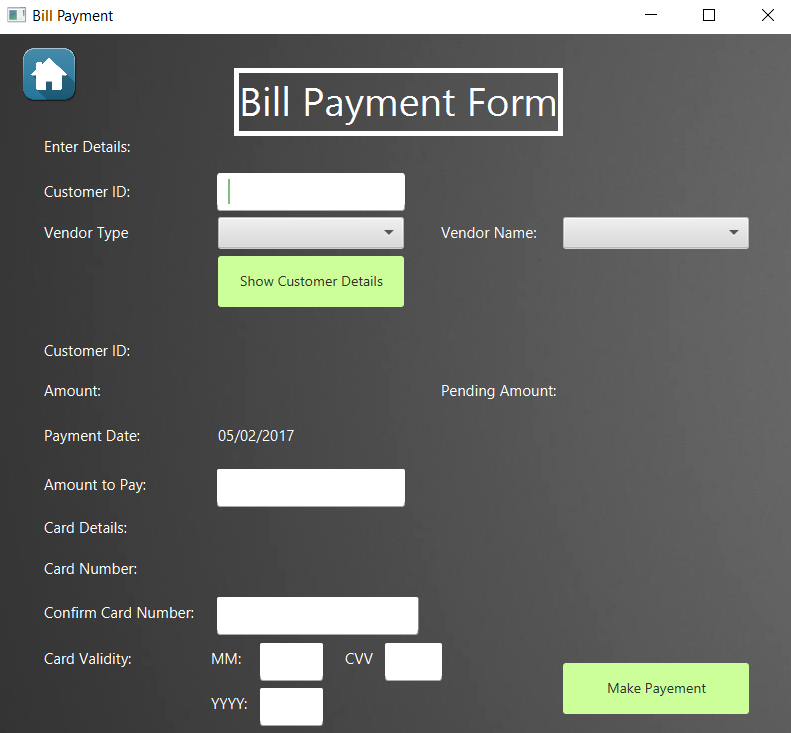 Bill Payment
Bill Payment Form
Enter Details:
Customer ID:
Vendor Type
Vendor Name:
Show Customer Details
Customer ID:
Amount:
Pending Amount:
Payment Date:
05/02/2017
Amount to Pay:
Card Details:
Card Number:
Confirm Card Number:
Card Validity:
MM:
CVV
Make Payement
YYYY: